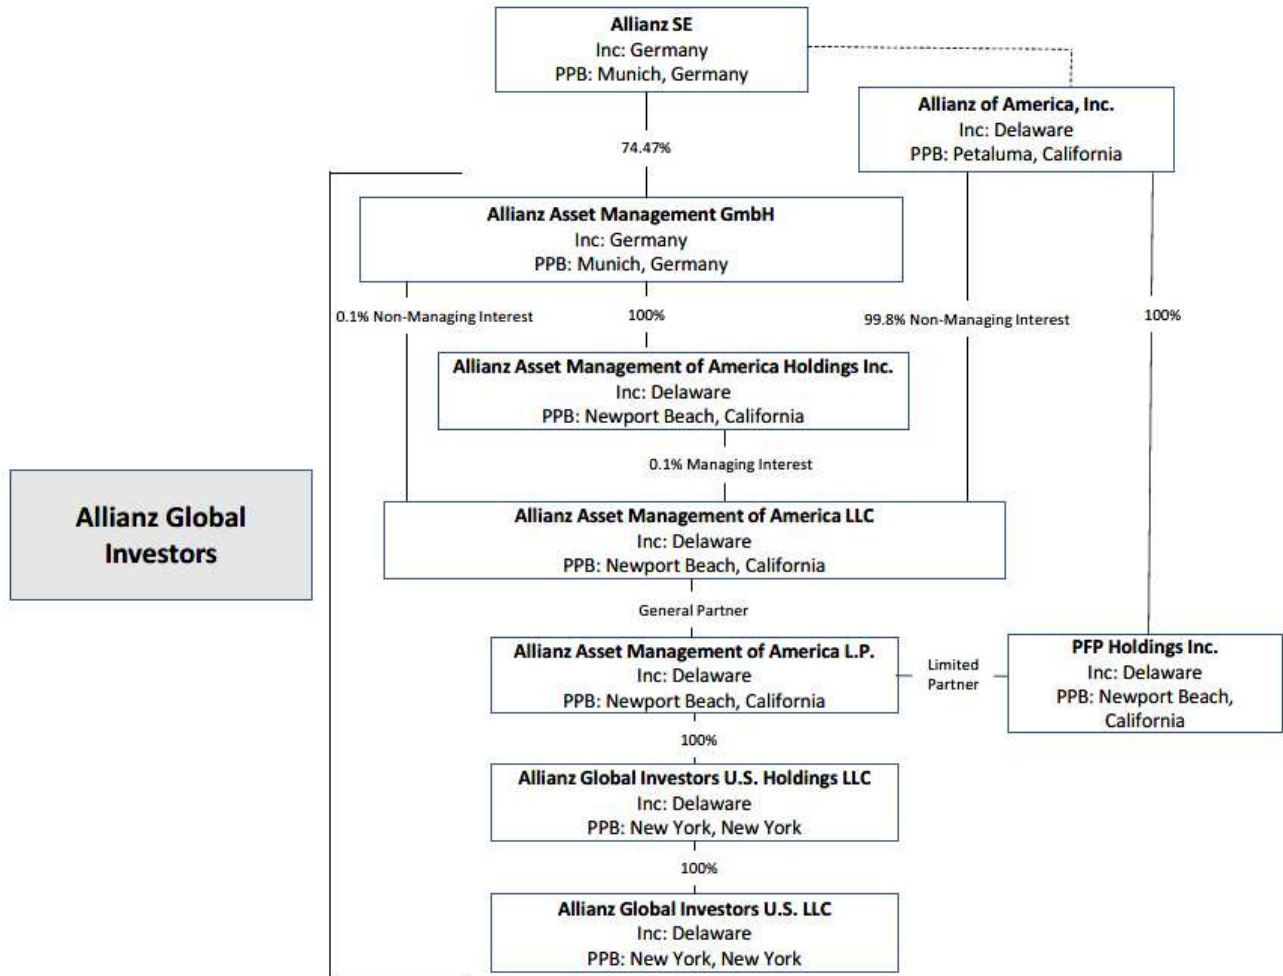 Allianz SE
Inc: Germany
PPB: Munich, Germany
Allianz of America, Inc.
Inc: Delaware
PPB: Petaluma, California
74.47%
Allianz Asset Management GmbH
Inc: Germany
PPB: Munich, Germany
0.1% Non-Managing Interest
100%
99.8% Non-Managing Interest
100%
Allianz Asset Management of America Holdings Inc.
Inc: Delaware
PPB: Newport Beach, California
0.1% Managing Interest
Allianz Global
Investors
Allianz Asset Management of America LLC
Inc: Delaware
PPB: Newport Beach, California
General Partner
Allianz Asset Management of America L.P.
Inc: Delaware
PPB: Newport Beach, California
Limited
Partner
PFP Holdings Inc.
Inc: Delaware
PPB: Newport Beach,
California
100%
Allianz Global Investors U.S. Holdings LLC
Inc: Delaware
PPB: New York, New York
100%
Allianz Global Investors U.S. LLC
Inc: Delaware
PPB: New York, New York